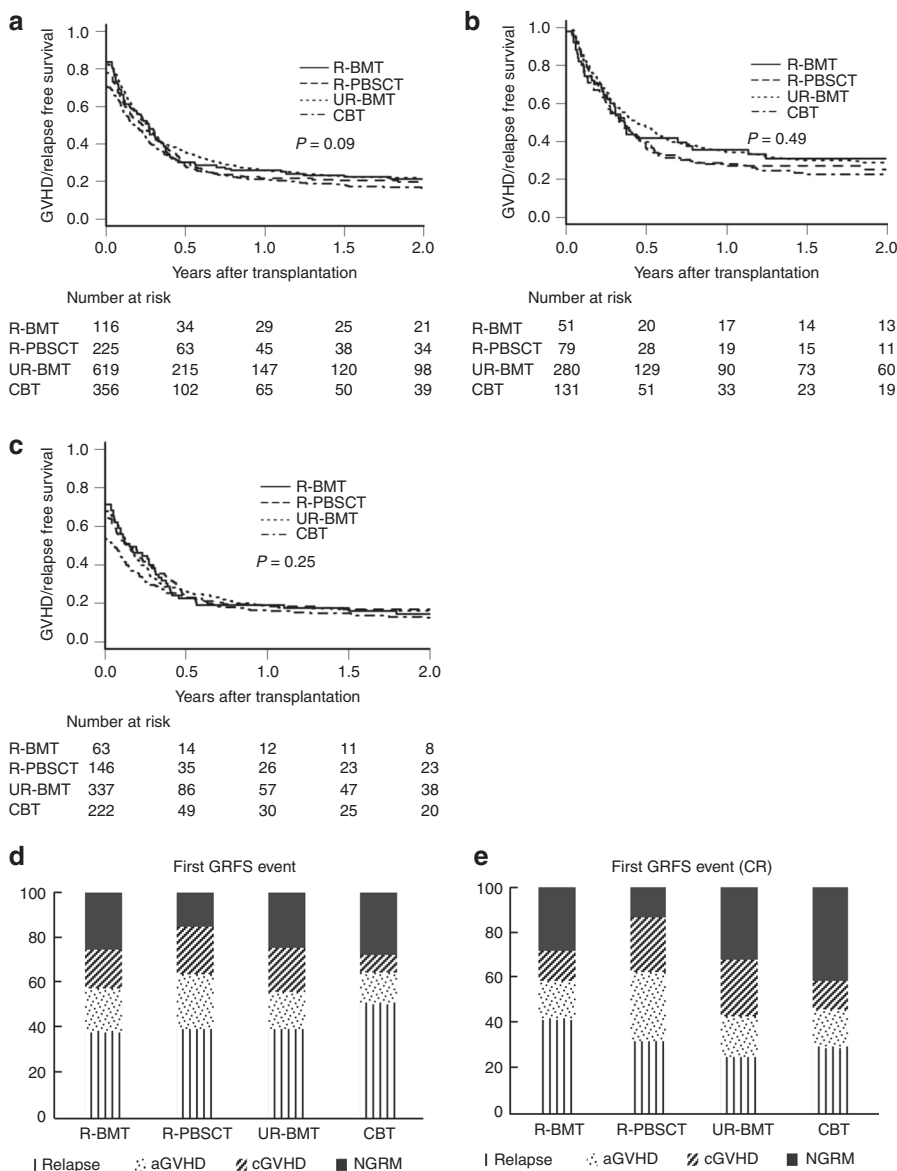 a
GVHD/relapse free survival
1.0
0.8
0.6
0.4
0.2
0.0
R-BMT
R-PBSCT
UR-BMT
CBT
P = 0.09
0.0 0.5 1.0 1.5 2.0
Years after transplantation
Number at risk
R-BMT 116 34 29 25 21
R-PBSCT 225 63 45 38 34
UR-BMT 619 215 147 120 98
CBT 356 102 65 50 39
b
GVHD/relapse free survival
1.0
0.8
0.6
0.4
0.2
0.0
R-BMT
R-PBSCT
UR-BMT
CBT
P = 0.49
0.0 0.5 1.0 1.5 2.0
Years after transplantation
Number at risk
R-BMT 51 20 17 14 13
R-PBSCT 79 28 19 15 11
UR-BMT 280 129 90 73 60
CBT 131 51 33 23 19
c
GVHD/relapse free survival
1.0
0.8
0.6
0.4
0.2
0.0
R-BMT
R-PBSCT
UR-BMT
CBT
P = 0.25
0.0 0.5 1.0 1.5 2.0
Years after transplantation
Number at risk
R-BMT 63 14 12 11 8
R-PBSCT 146 35 26 23 23
UR-BMT 337 86 57 47 38
CBT 222 49 30 25 20
d
First GRFS event
100
80
60
40
20
0
R-BMT R-PBSCT UR-BMT CBT
Relapse aGVHD cGVHD NGRM
e
First GRFS event (CR)
100
80
60
40
20
0
R-BMT R-PBSCT UR-BMT CBT
Relapse aGVHD cGVHD NGRM